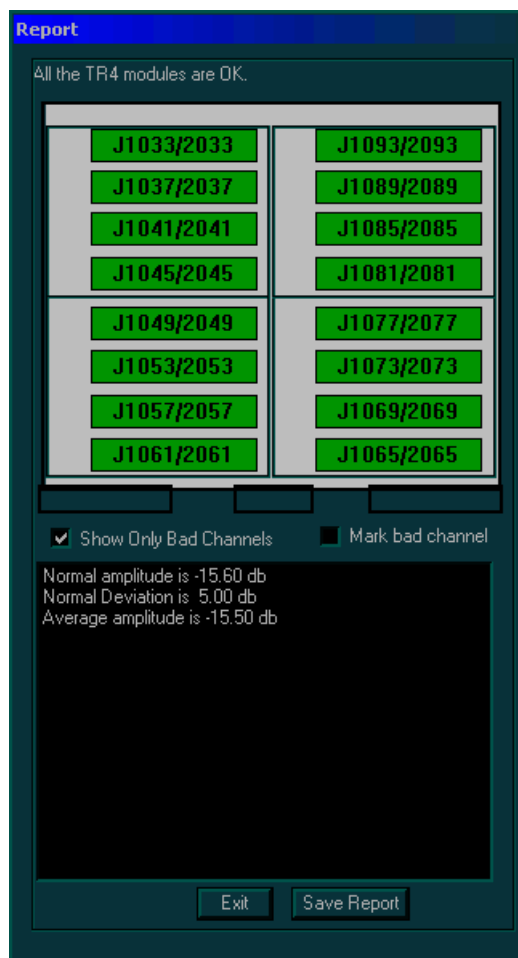 Report
All the TR4 modules are OK.
J1033/2033 J1093/2093
J1037/2037 J1089/2089
J1041/2041 J1085/2085
J1045/2045 J1081/2081
J1049/2049 J1077/2077
J1053/2053 J1073/2073
J1057/2057 J1069/2069
J1061/2061 J1065/2065
Show Only Bad Channels Mark bad channel
Normal amplitude is -15.60 db
Normal Deviation is 5.00 db
Average amplitude is -15.50 db
Exit Save Report